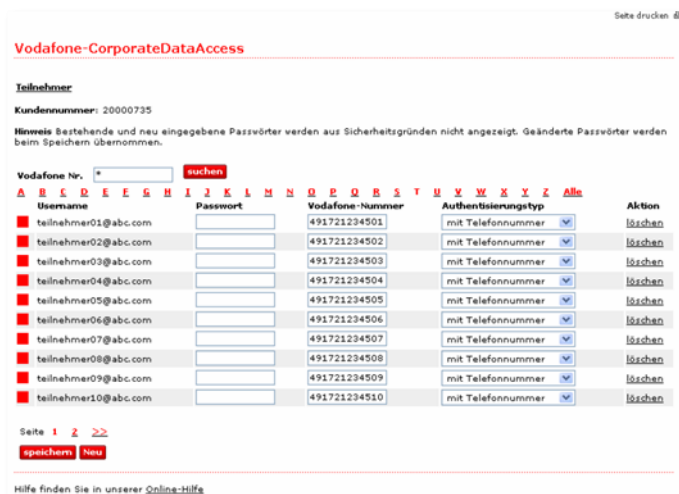 Seite drucken
Vodafone-CorporateDataAccess
Teilnehmer
Kundennummer: 20000735
Hinweis Bestehende und neu eingegebene Passwörter werden aus Sicherheitsgründen nicht angezeigt. Geänderte Passwörter werden
beim Speichern übernommen.
Vodafone Nr. * suchen
A B C D E F G H I J K L M N O P Q R S T U V W X Y Z Alle
Username Passwort Vodafone-Nummer Authentisierungstyp Aktion
teilnehmer01@abc.com 491721234501 mit Telefonnummer löschen
teilnehmer02@abc.com 491721234502 mit Telefonnummer löschen
teilnehmer03@abc.com 491721234503 mit Telefonnummer löschen
teilnehmer04@abc.com 491721234504 mit Telefonnummer löschen
teilnehmer05@abc.com 491721234505 mit Telefonnummer löschen
teilnehmer06@abc.com 491721234506 mit Telefonnummer löschen
teilnehmer07@abc.com 491721234507 mit Telefonnummer löschen
teilnehmer08@abc.com 491721234508 mit Telefonnummer löschen
teilnehmer09@abc.com 491721234509 mit Telefonnummer löschen
teilnehmer10@abc.com 491721234510 mit Telefonnummer löschen
Seite 1 2 >>
speichern Neu
Hilfe finden Sie in unserer Online-Hilfe